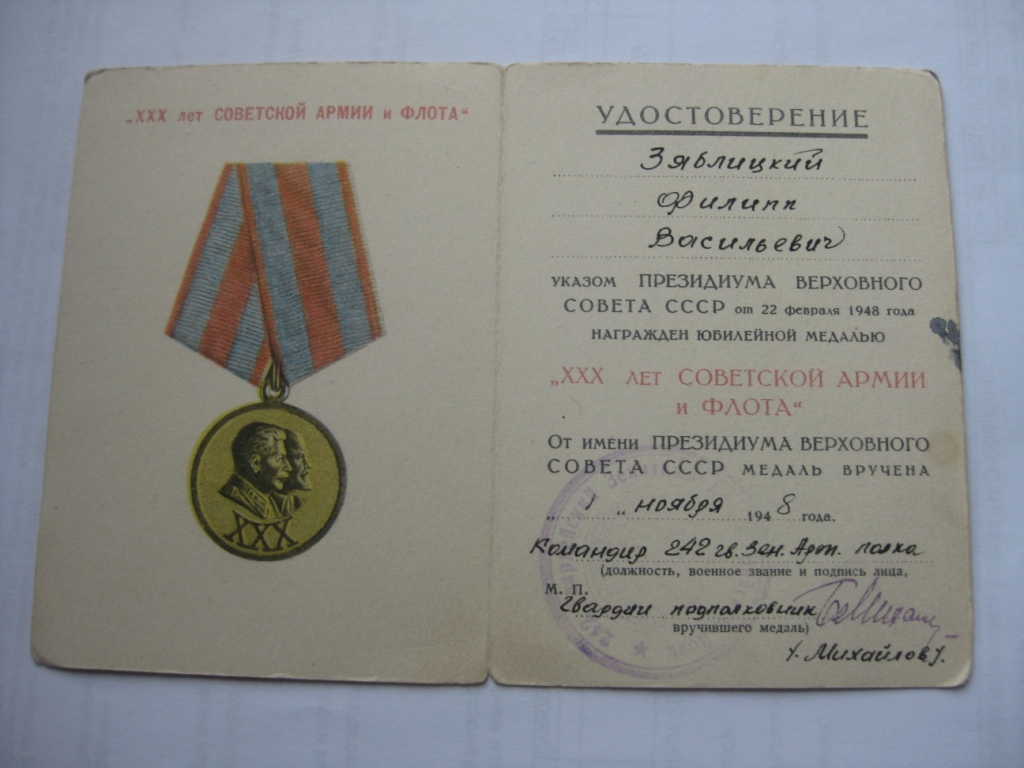 „XXX лет СОВЕТСКОЙ АРМИИ и ФЛОТА“
XXX
УДОСТОВЕРЕНИЕ
Зяблицкий
Филипп
Васильевич
УКАЗОМ ПРЕЗИДИУМА ВЕРХОВНОГО
СОВЕТА СССР от 22 февраля 1948 года
НАГРАЖДЕН ЮБИЛЕЙНОЙ МЕДАЛЬЮ
„XXX ЛЕТ СОВЕТСКОЙ АРМИИ
и ФЛОТА“
От имени ПРЕЗИДИУМА ВЕРХОВНОГО
СОВЕТА СССР МЕДАЛЬ ВРУЧЕНА
„1“ ноября 1948 года.
Командир 242 гв. Зен. Арт. полка
(должность, военное звание и подпись лица,
М. П.
Гвардии подполковник
вручившего медаль)
/.Михайлов/.